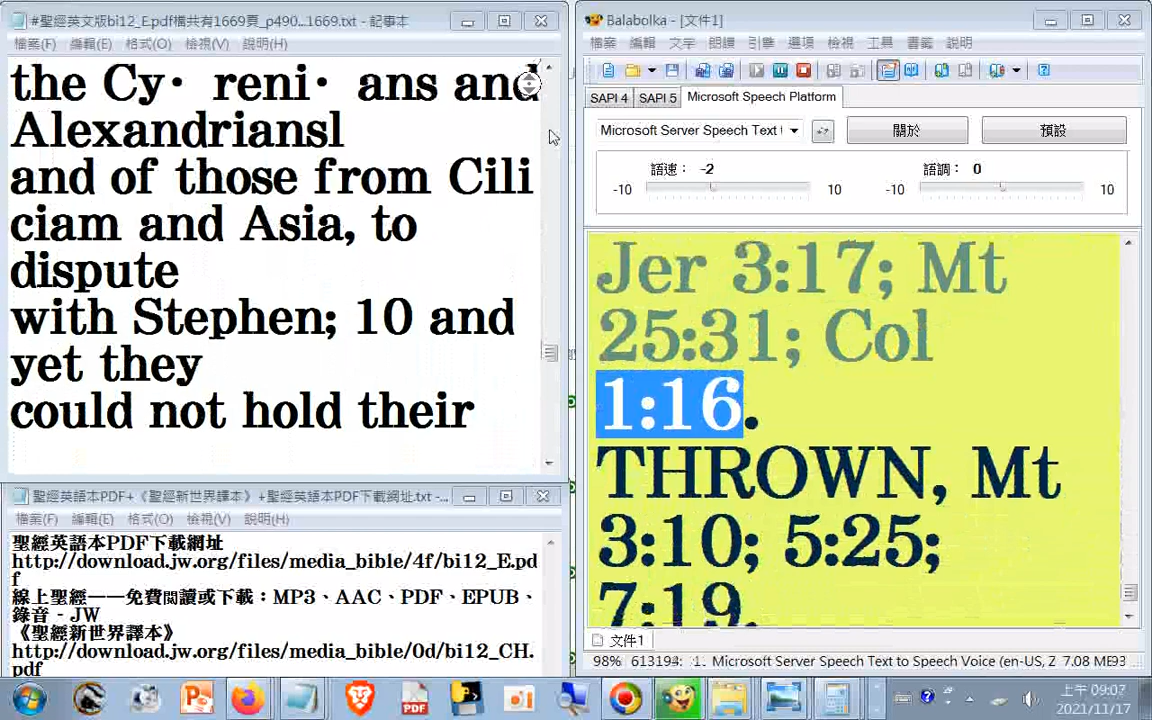 #聖經英文版bi12_E.pdf檔共有1669頁_p490...1669.txt - 記事本
檔案(F) 編輯(E) 格式(O) 檢視(V) 說明(H)
the Cy· reni· ans and
Alexandriansl
and of those from Cili
ciam and Asia, to
dispute
with Stephen; 10 and
yet they
could not hold their
聖經英語本PDF+《聖經新世界譯本》+聖經英語本PDF下載網址.txt -...
檔案(F) 編輯(E) 格式(O) 檢視(V) 說明(H)
聖經英語本PDF下載網址
http://download.jw.org/files/media_bible/4f/bi12_E.pd
f
線上聖經——免費閱讀或下載：MP3、AAC、PDF、EPUB、
錄音 - JW
《聖經新世界譯本》
http://download.jw.org/files/media_bible/0d/bi12_CH.
pdf
Balabolka - [文件1]
檔案 編輯 文字 朗讀 引擎 選項 檢視 工具 書籤 說明
SAPI 4 SAPI 5 Microsoft Speech Platform
Microsoft Server Speech Text 關於 預設
語速： -2 語調： 0
-10 10 -10 10
Jer 3:17; Mt
25:31; Col
1:16.
THROWN, Mt
3:10; 5:25;
7:19.
文件1
98% 613194: 1. Microsoft Server Speech Text to Speech Voice (en-US, Z 7.08 ME93
上午 09:07
2021/11/17